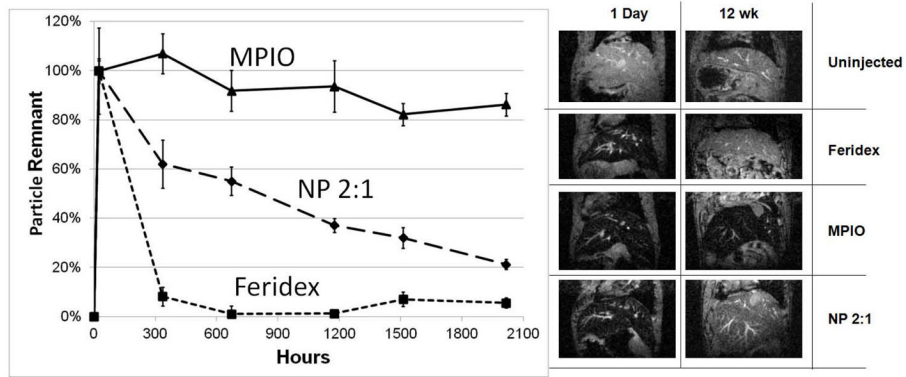 120%
100%
80%
60%
40%
20%
0%
Particle Remnant
MPIO
NP 2:1
Feridex
0 300 600 900 1200 1500 1800 2100
Hours
1 Day 12 wk
Uninjected
Feridex
MPIO
NP 2:1